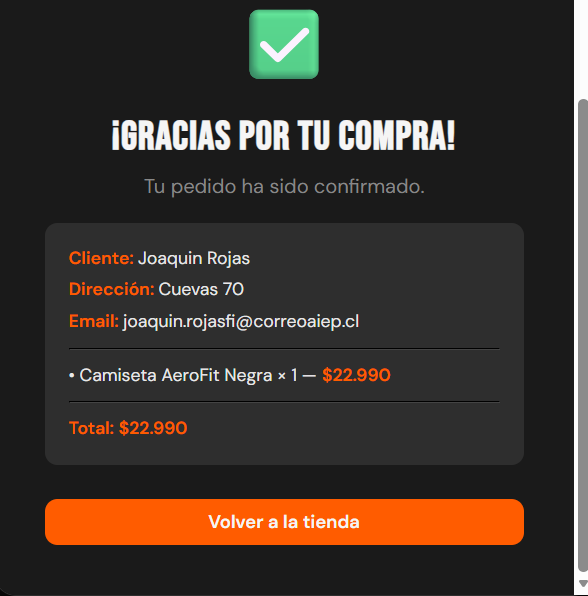 ¡GRACIAS POR TU COMPRA!
Tu pedido ha sido confirmado.
Cliente: Joaquin Rojas
Dirección: Cuevas 70
Email: joaquin.rojasfi@correoaiep.cl
• Camiseta AeroFit Negra × 1 — $22.990
Total: $22.990
Volver a la tienda